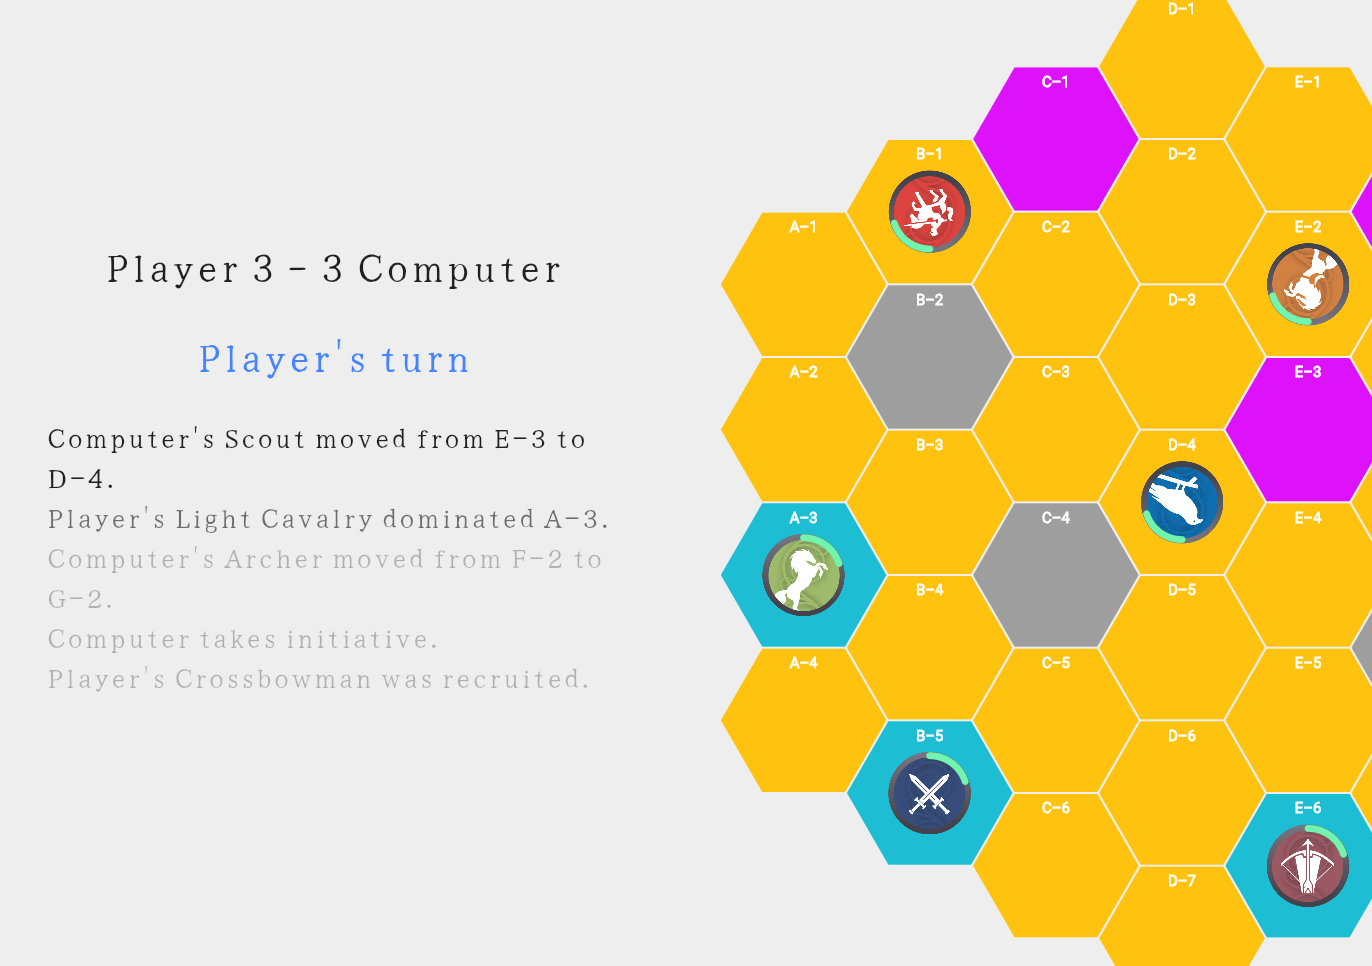 Player 3 - 3 Computer
Player's turn
Computer's Scout moved from E-3 to
D-4.
Player's Light Cavalry dominated A-3.
Computer's Archer moved from F-2 to
G-2.
Computer takes initiative.
Player's Crossbowman was recruited.
D-1
C-1
E-1
B-1
D-2
A-1
C-2
E-2
B-2
D-3
A-2
C-3
E-3
B-3
D-4
A-3
C-4
E-4
B-4
D-5
A-4
C-5
E-5
B-5
D-6
C-6
E-6
D-7